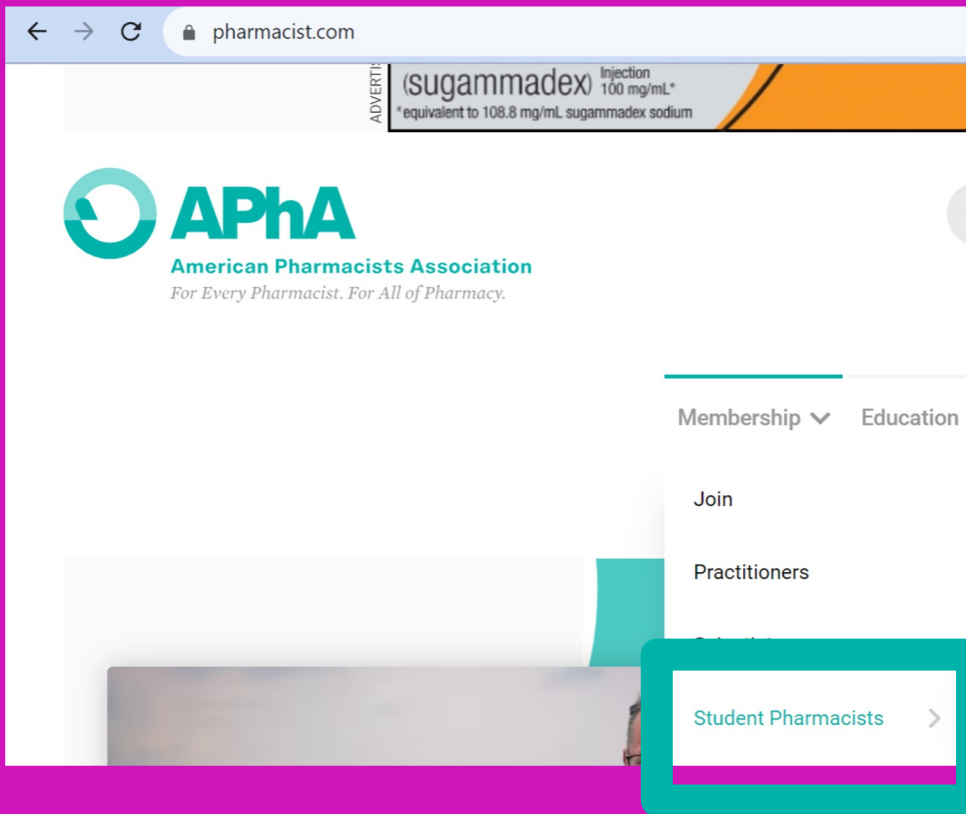 pharmacist.com
(sugammadex) Injection
100 mg/mL*
*equivalent to 108.8 mg/mL sugammadex sodium
APhA
American Pharmacists Association
For Every Pharmacist. For All of Pharmacy.
Membership Education
Join
Practitioners
Student Pharmacists